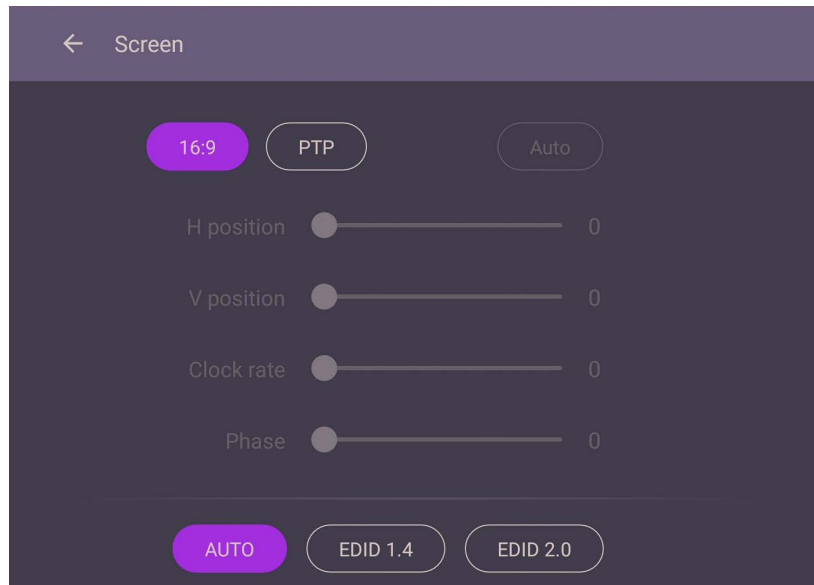 Screen
16:9 PTP Auto
H position 0
V position 0
Clock rate 0
Phase 0
AUTO EDID 1.4 EDID 2.0